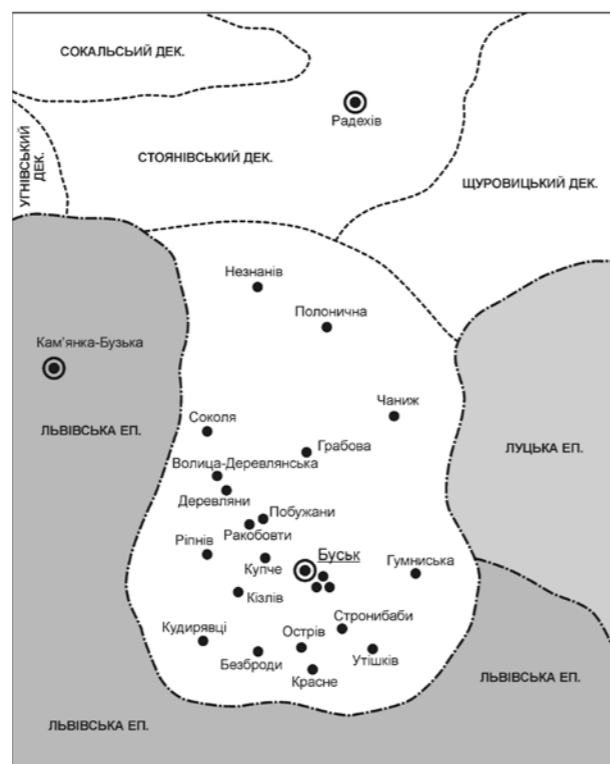 СОКАЛЬСЬИЙ ДЕК.
Радехів
УГНІВСЬКИЙ
ДЕК.
СТОЯНІВСЬКИЙ ДЕК.
ЩУРОВИЦЬКИЙ ДЕК.
Незнанів
Полонична
Кам'янка-Бузька
Чаниж
Соколя
ЛЬВІВСЬКА ЕП.
Грабова
ЛУЦЬКА ЕП.
Волица-Деревлянська
Деревляни
Побужани
Ракобовти
Ріпнів
Буськ
Купче
Гумниська
Кізлів
Стронибаби
Кудирявці
Острів
Безброди
Утішків
Красне
ЛЬВІВСЬКА ЕП.
ЛЬВІВСЬКА ЕП.